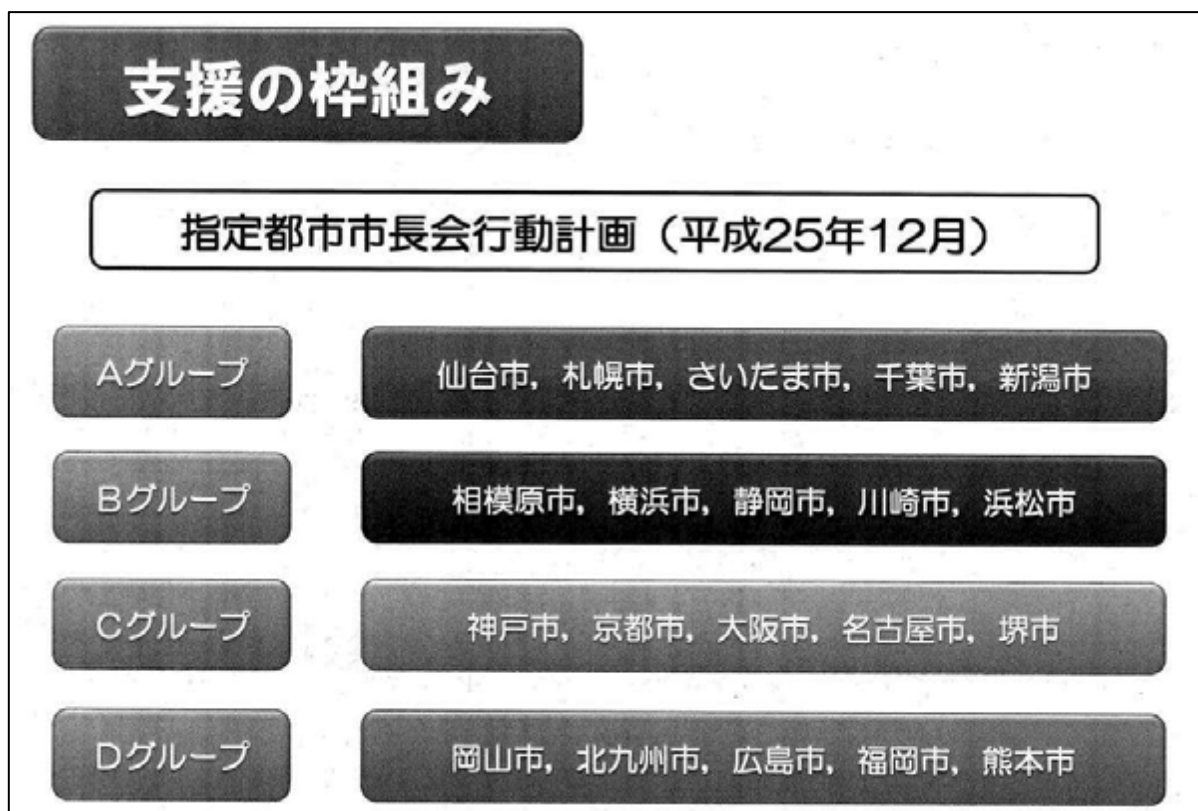 支援の枠組み
指定都市市長会行動計画（平成25年12月）
Aグループ
仙台市，札幌市，さいたま市，千葉市，新潟市
Bグループ
相模原市，横浜市，静岡市，川崎市，浜松市
Cグループ
神戸市，京都市，大阪市，名古屋市，堺市
Dグループ
岡山市，北九州市，広島市，福岡市，熊本市